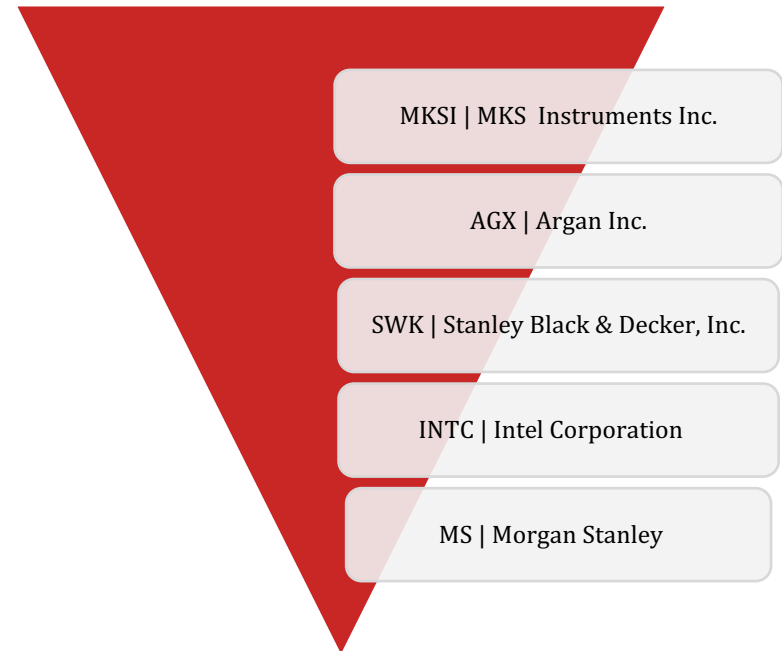 MKSI | MKS  Instruments Inc.
AGX | Argan Inc.
SWK | Stanley Black & Decker, Inc.
INTC | Intel Corporation
MS | Morgan Stanley